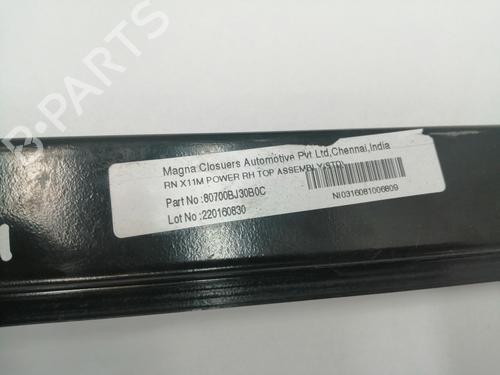 Magna Closuers Automotive Pvt Ltd,Chennai,India
RN X11M POWER RH TOP ASSEMBLY(STD)
Part No :80700BJ30B0C
Lot No :220160830
NI0316081006809
B-PARTS